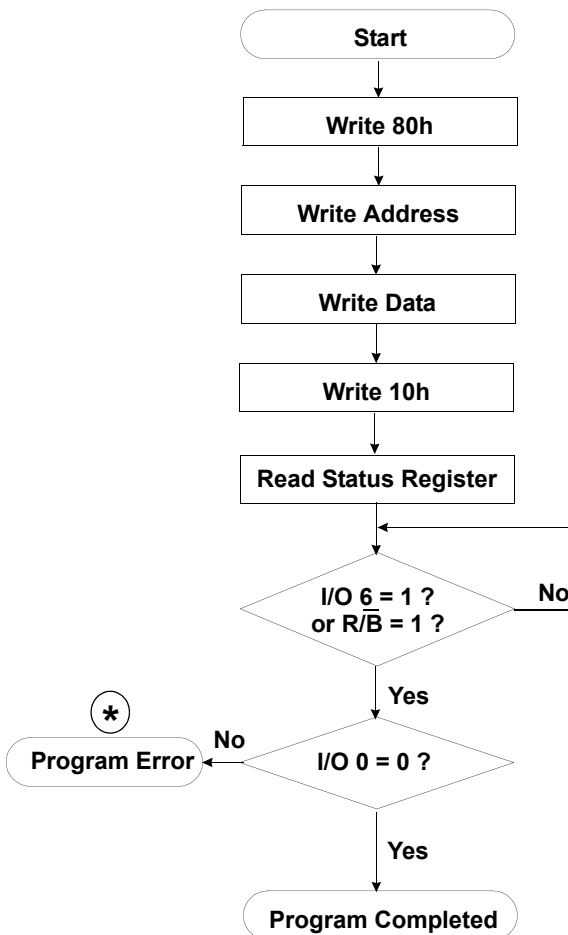 Start
Write 80h
Write Address
Write Data
Write 10h
Read Status Register
I/O 6 = 1 ?
or R/B̅ = 1 ?
No
Yes
*
No
Program Error
I/O 0 = 0 ?
Yes
Program Completed